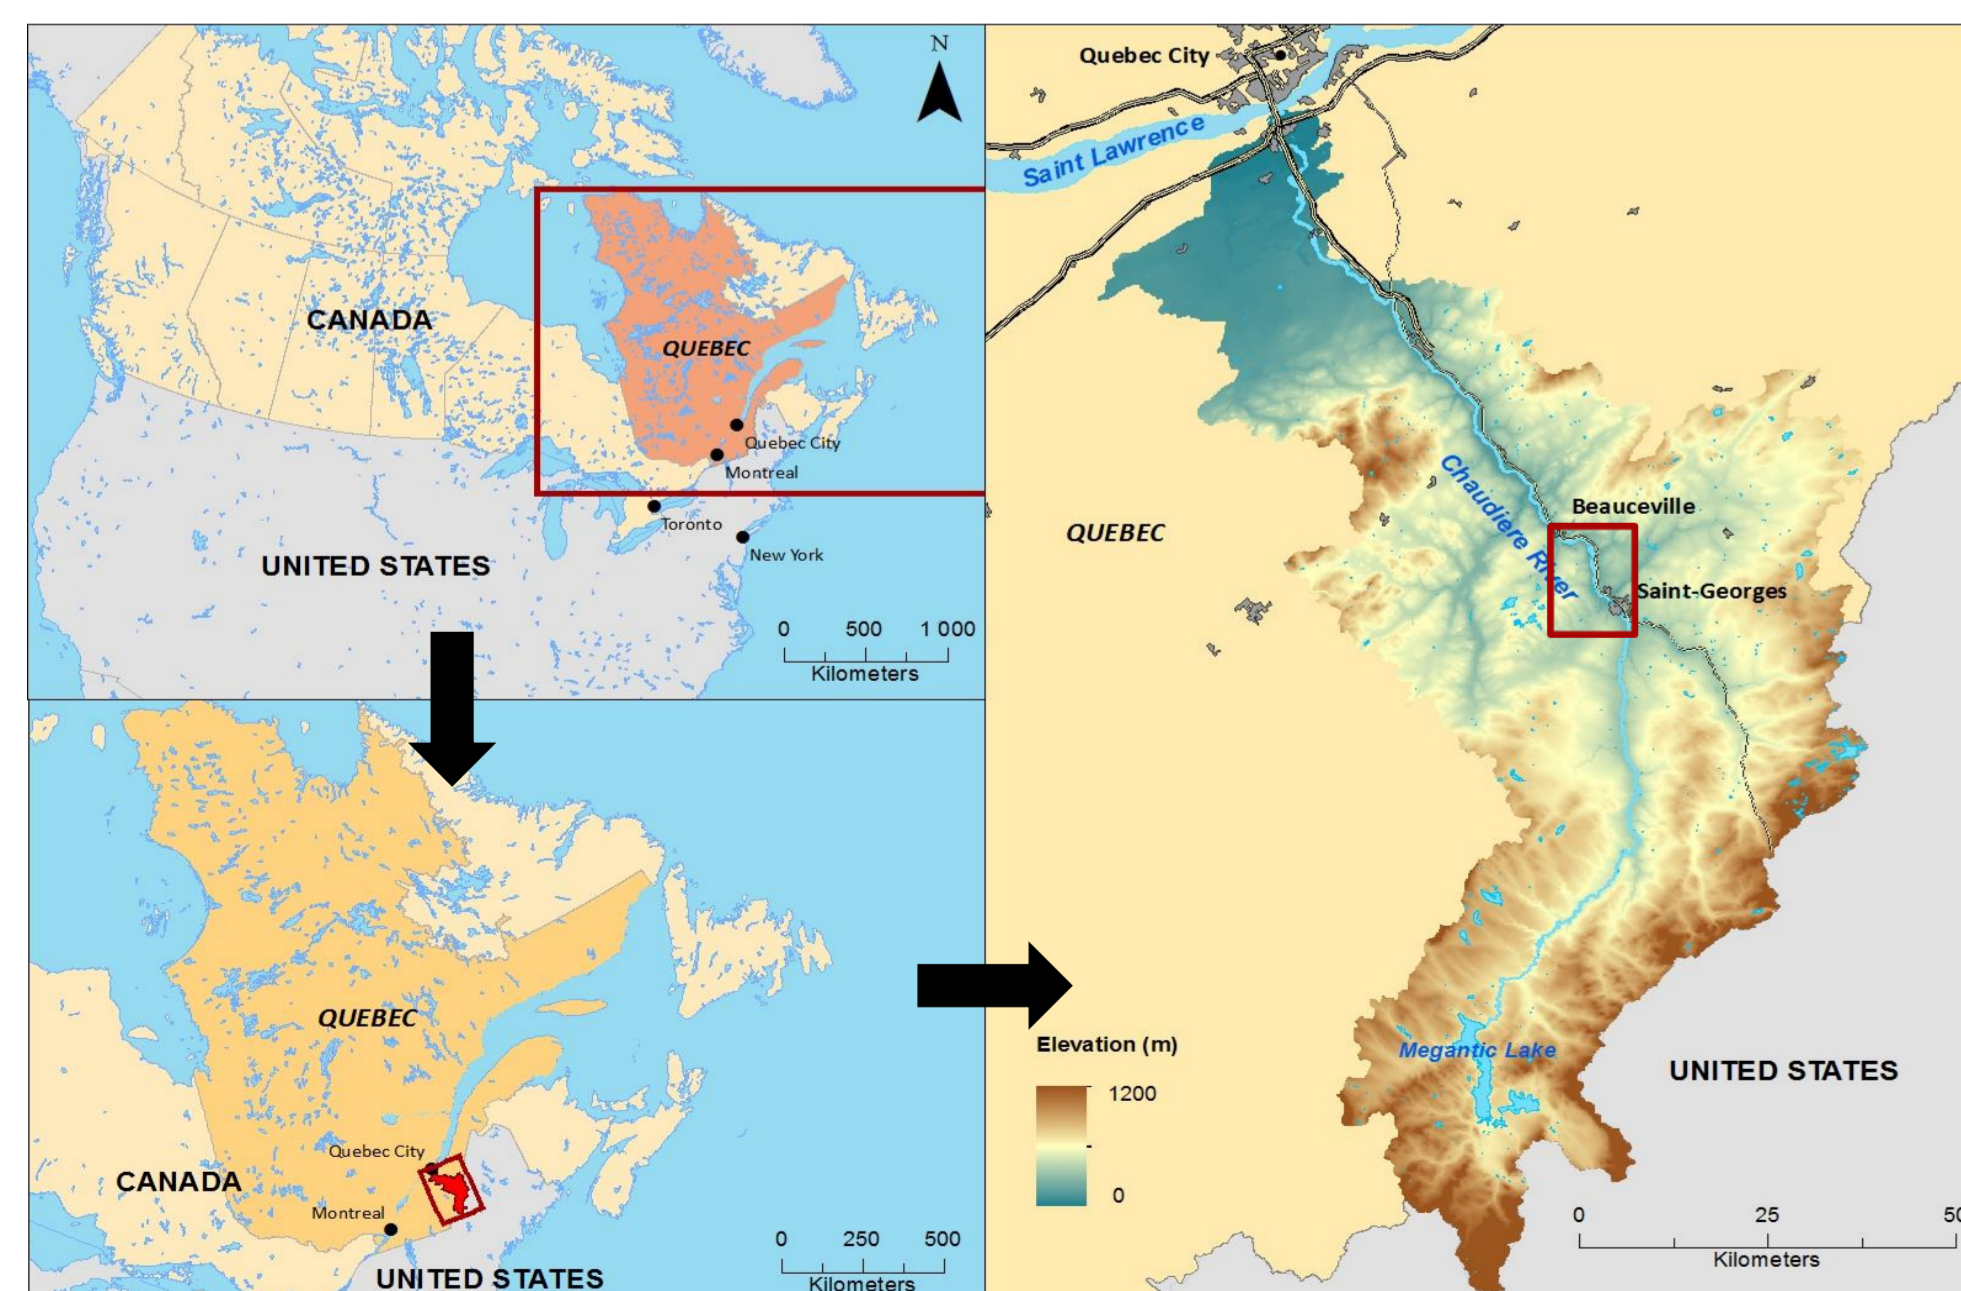 N
CANADA
QUEBEC
Quebec City
Montreal
Toronto
New York
UNITED STATES
0 500 1 000
Kilometers
QUEBEC
Quebec City
CANADA
Montreal
UNITED STATES
0 250 500
Kilometers
Quebec City
Saint Lawrence
Chaudiere River
Beauceville
QUEBEC
Saint-Georges
Elevation (m)
1200
0
Megantic Lake
UNITED STATES
0 25 50
Kilometers